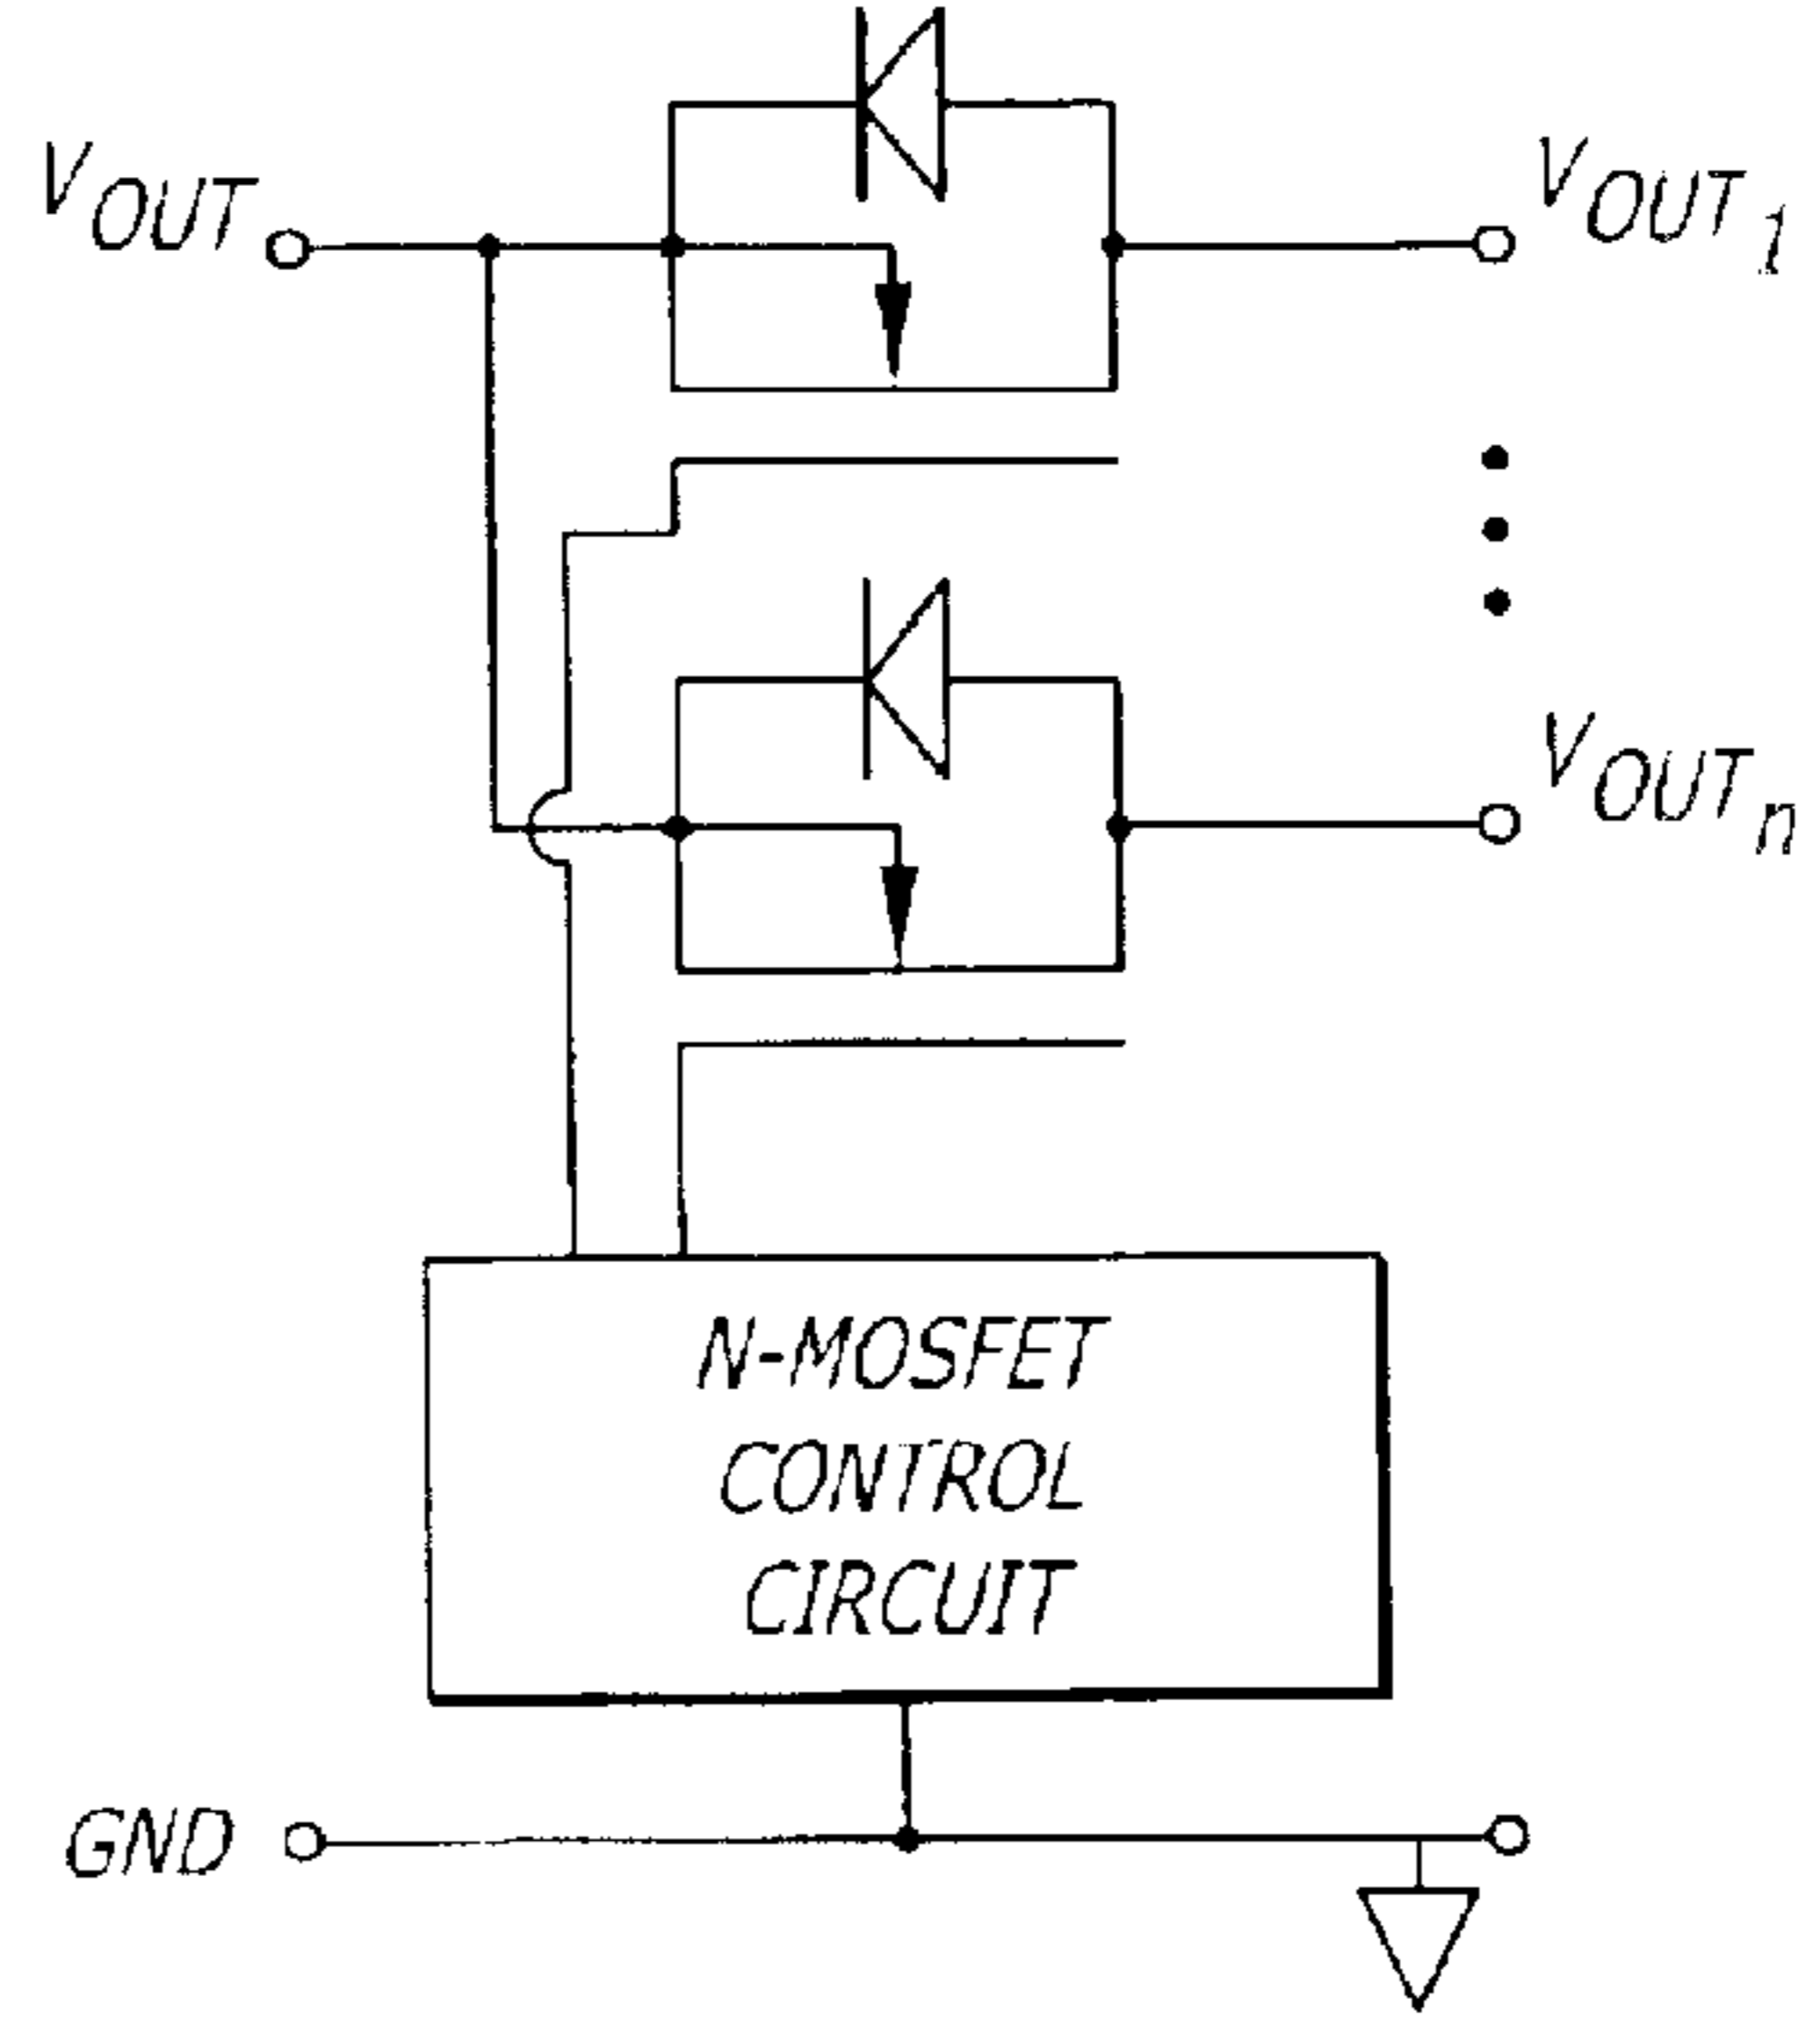 VOUT
VOUT1
VOUTn
N-MOSFET
CONTROL
CIRCUIT
GND